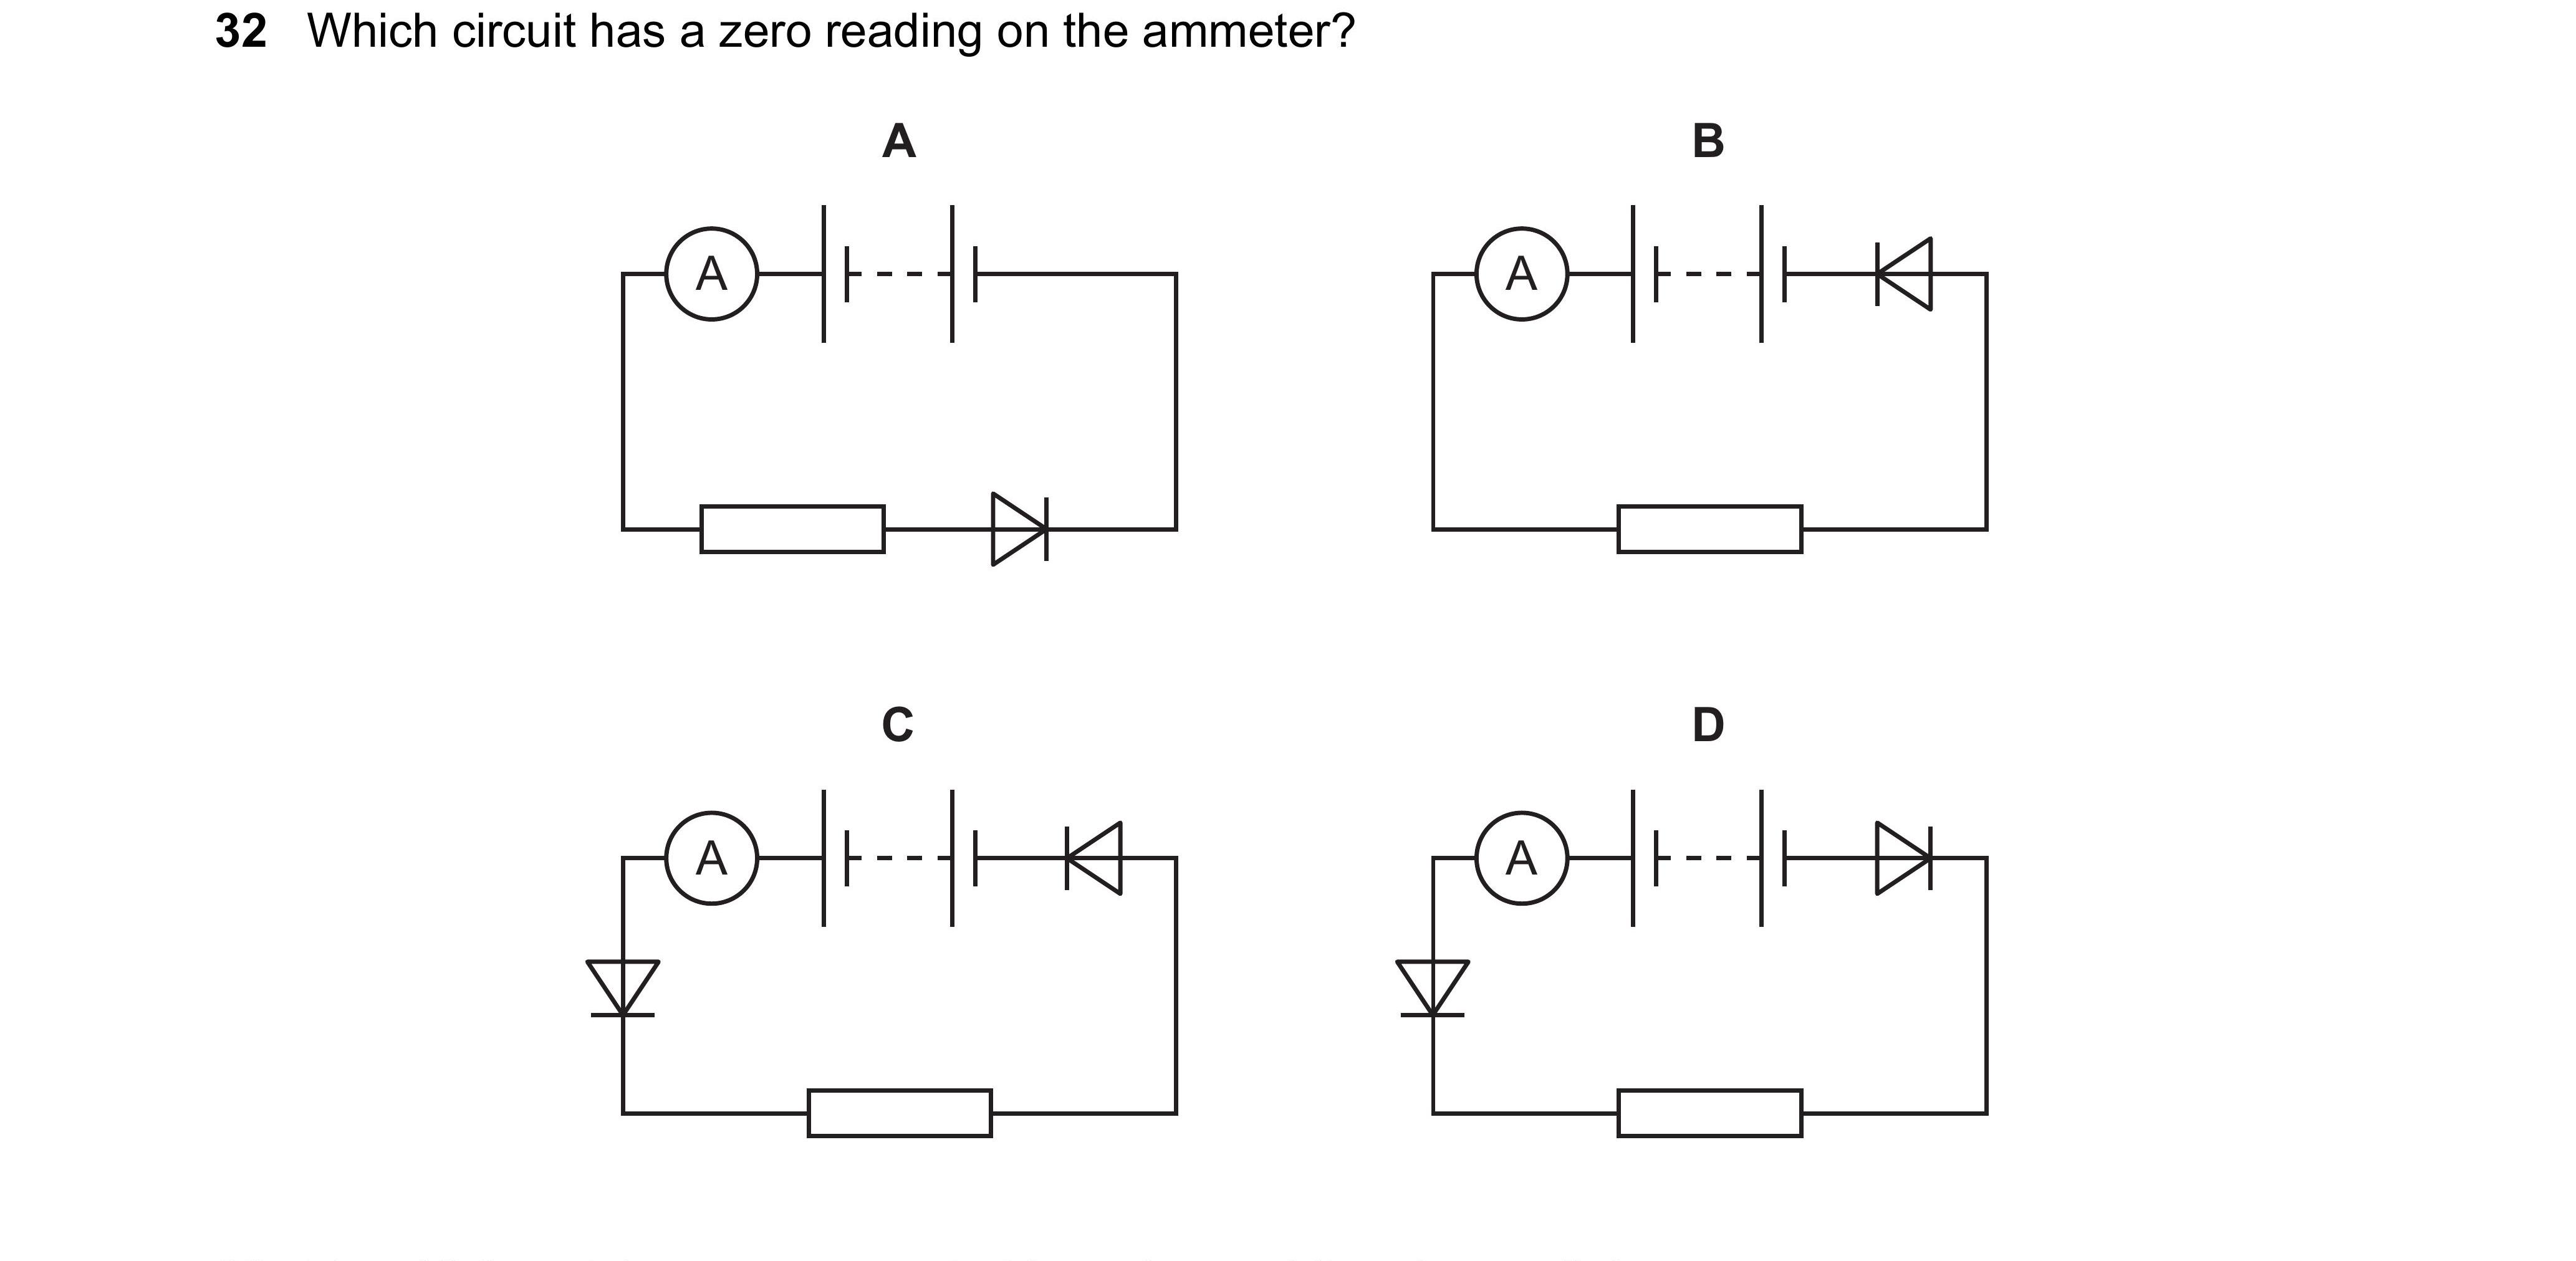 32 Which circuit has a zero reading on the ammeter?
A B
A A
C D
A A